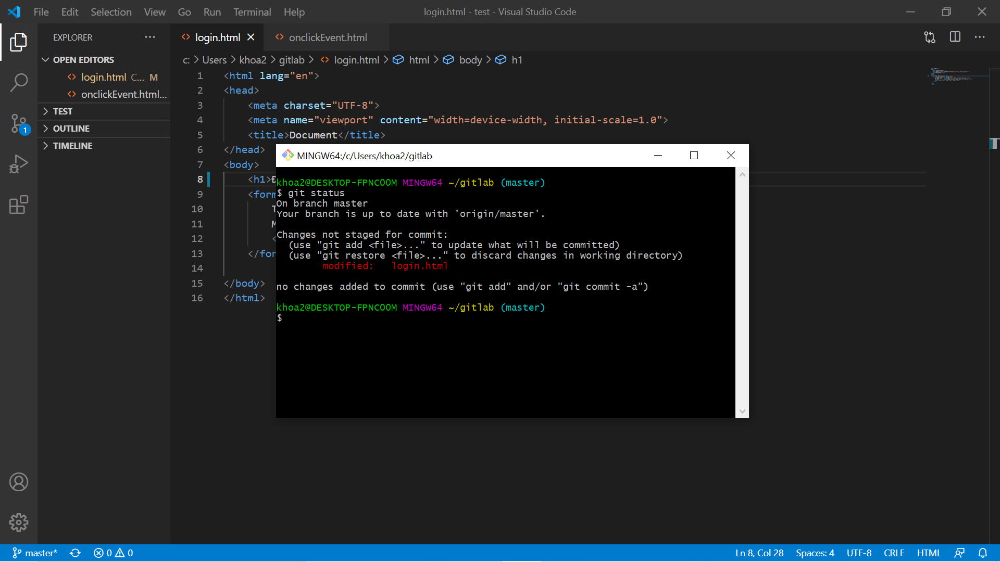 File Edit Selection View Go Run Terminal Help
login.html - test - Visual Studio Code
EXPLORER
OPEN EDITORS
login.html C... M
onclickEvent.html...
TEST
OUTLINE
TIMELINE
1
login.html
onclickEvent.html
c: > Users > khoa2 > gitlab > login.html > html > body > h1
1 <html lang="en">
2 <head>
3 <meta charset="UTF-8">
4 <meta name="viewport" content="width=device-width, initial-scale=1.0">
5 <title>Document</title>
6 </head>
7 <body>
8 <h1>Đ
9 <form
10 T
11 M
12 <
13 </for
14
15 </body>
16 </html>
MINGW64:/c/Users/khoa2/gitlab
khoa2@DESKTOP-FPNCOOM MINGW64 ~/gitlab (master)
$ git status
On branch master
Your branch is up to date with 'origin/master'.
Changes not staged for commit:
(use "git add <file>..." to update what will be committed)
(use "git restore <file>..." to discard changes in working directory)
modified: login.html
no changes added to commit (use "git add" and/or "git commit -a")
khoa2@DESKTOP-FPNCOOM MINGW64 ~/gitlab (master)
$
master* 0 0
Ln 8, Col 28 Spaces: 4 UTF-8 CRLF HTML